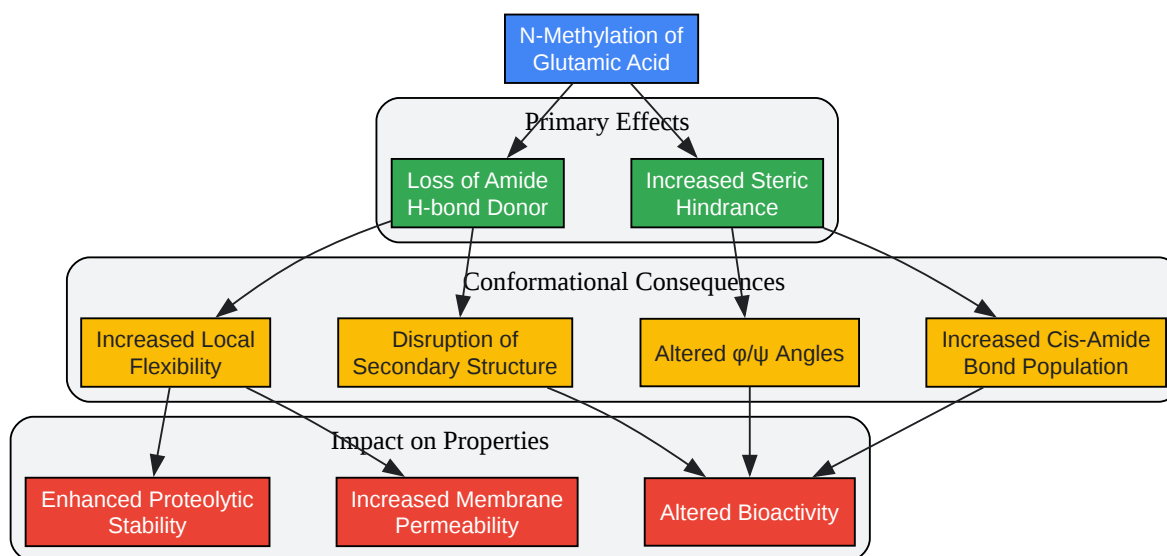 N-Methylation of
Glutamic Acid
Primary Effects
Loss of Amide
H-bond Donor
Increased Steric
Hindrance
Conformational Consequences
Increased Local
Flexibility
Disruption of
Secondary Structure
Altered φ/ψ Angles
Increased Cis-Amide
Bond Population
Impact on Properties
Enhanced Proteolytic
Stability
Increased Membrane
Permeability
Altered Bioactivity